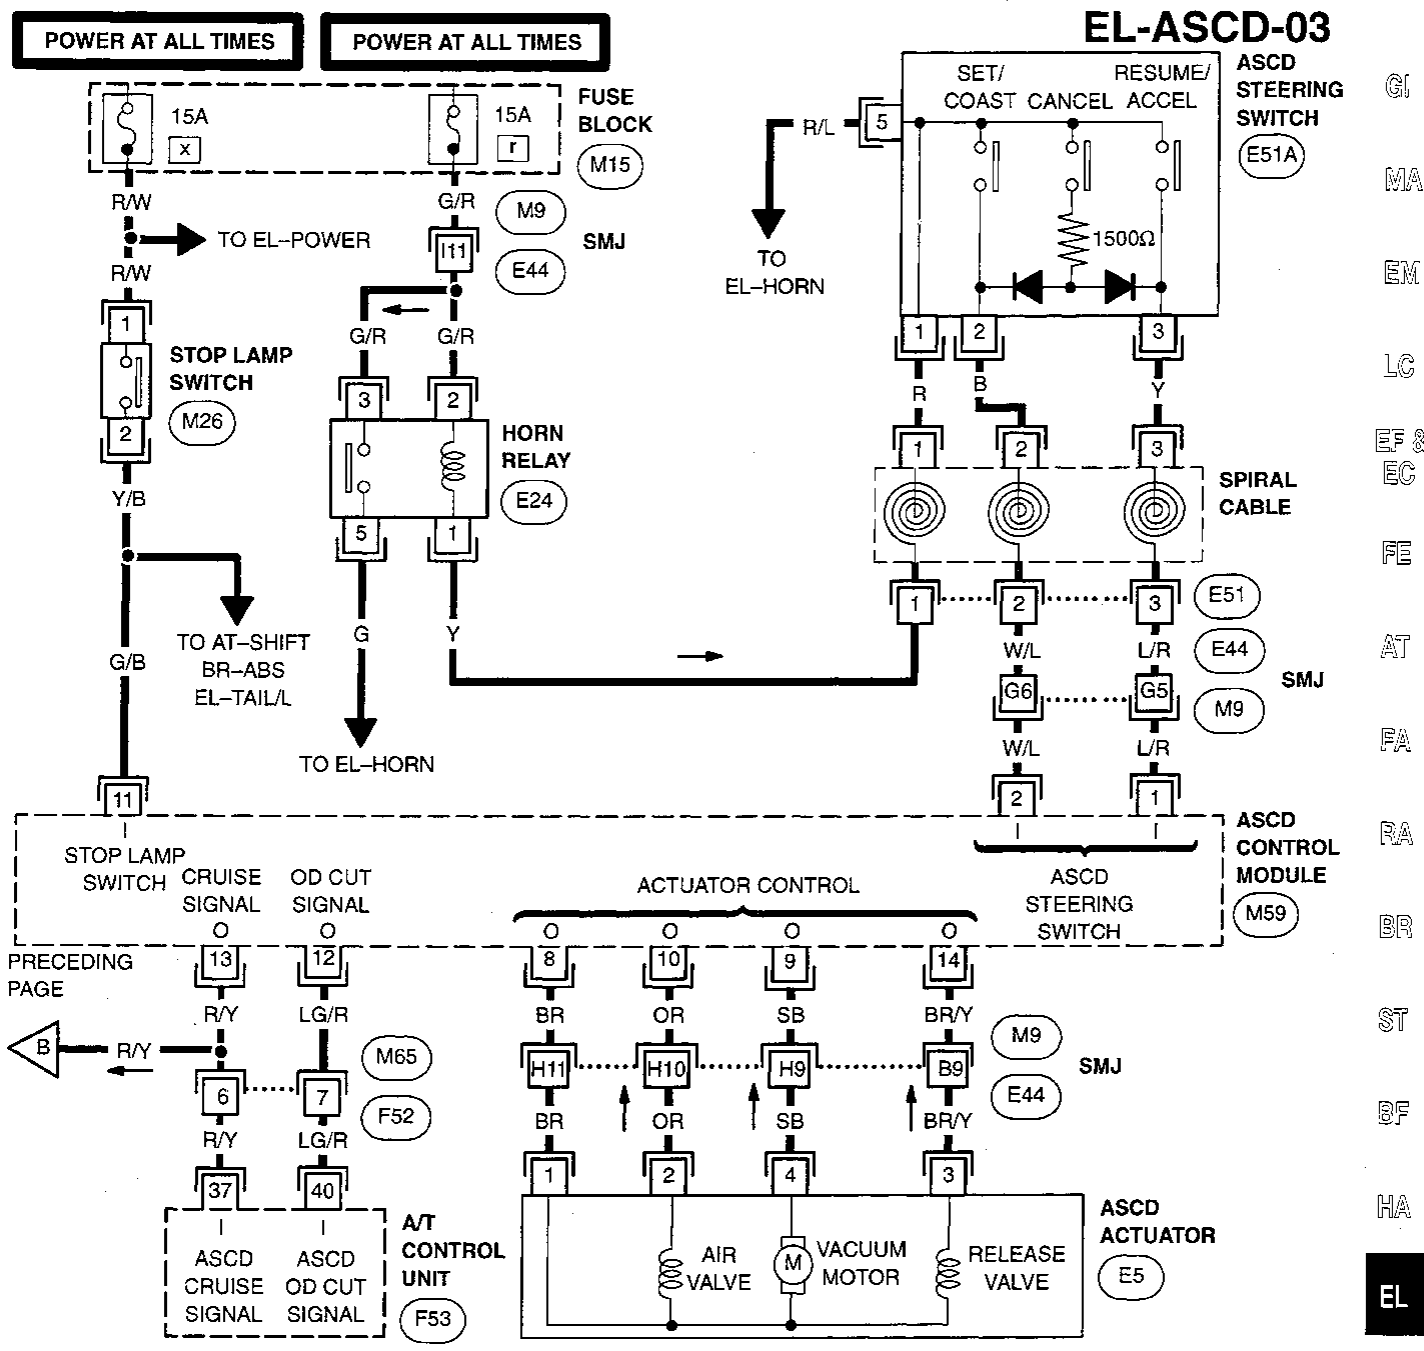 EL-ASCD-03
POWER AT ALL TIMES
POWER AT ALL TIMES
15A
x
15A
r
FUSE
BLOCK
M15
R/W
TO EL-POWER
R/W
G/R
M9
I11
SMJ
E44
G/R
G/R
1
STOP LAMP
SWITCH
M26
2
Y/B
3
2
HORN
RELAY
E24
5
1
G/B
TO AT-SHIFT
BR-ABS
EL-TAIL/L
G
Y
TO EL-HORN
R/L
5
TO
EL-HORN
SET/
COAST
CANCEL
RESUME/
ACCEL
1500Ω
ASCD
STEERING
SWITCH
E51A
1
2
3
R
B
Y
1
2
3
SPIRAL
CABLE
1
2
3
E51
W/L
L/R
E44
G6
G5
SMJ
M9
W/L
L/R
11
2
1
STOP LAMP
SWITCH
CRUISE
SIGNAL
OD CUT
SIGNAL
ACTUATOR CONTROL
ASCD
STEERING
SWITCH
ASCD
CONTROL
MODULE
M59
PRECEDING
PAGE
13
12
8
10
9
14
R/Y
LG/R
BR
OR
SB
BR/Y
B
R/Y
M65
M9
6
7
H11
H10
H9
B9
SMJ
F52
E44
R/Y
LG/R
BR
OR
SB
BR/Y
37
40
1
2
4
3
ASCD
CRUISE
SIGNAL
ASCD
OD CUT
SIGNAL
A/T
CONTROL
UNIT
F53
AIR
VALVE
M
VACUUM
MOTOR
RELEASE
VALVE
ASCD
ACTUATOR
E5
GI
MA
EM
LC
EF &
EC
FE
AT
FA
RA
BR
ST
BF
HA
EL